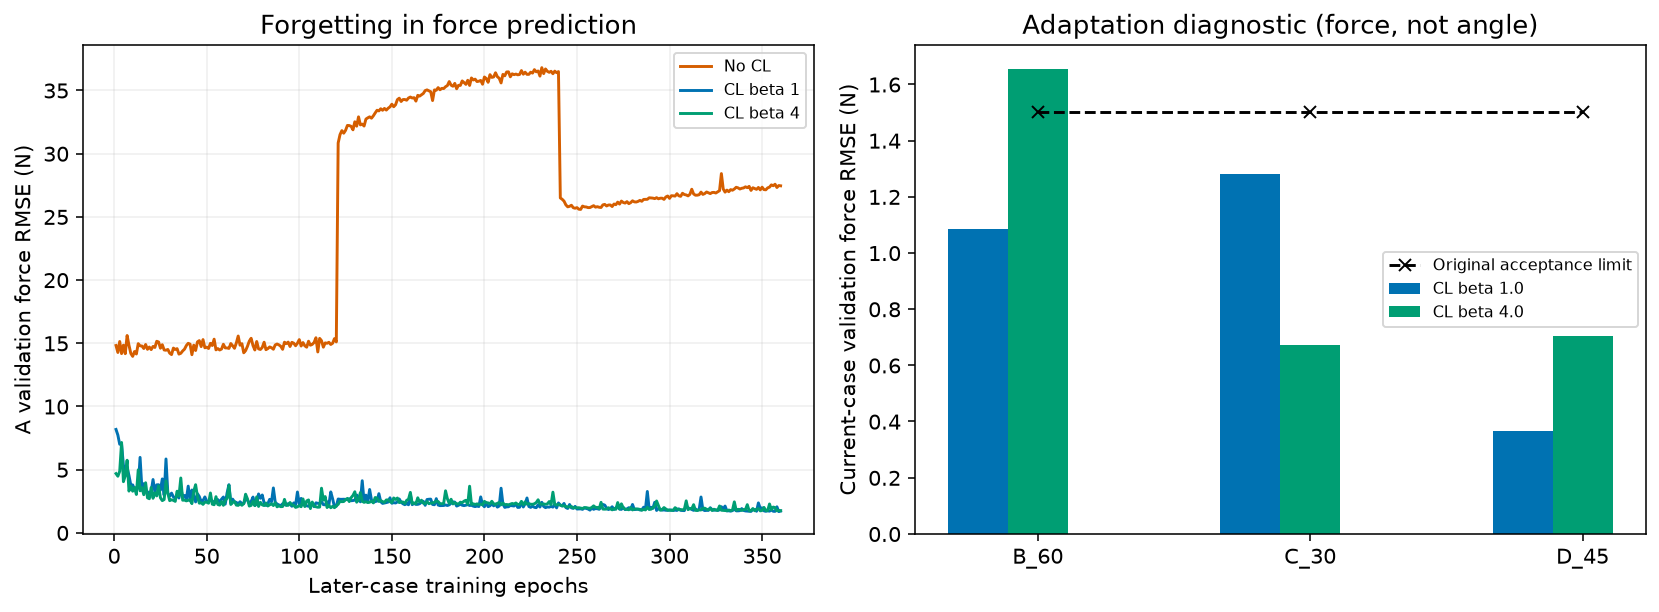 Forgetting in force prediction
A validation force RMSE (N)
35
30
25
20
15
10
5
0
0 50 100 150 200 250 300 350
Later-case training epochs
No CL
CL beta 1
CL beta 4
Adaptation diagnostic (force, not angle)
Current-case validation force RMSE (N)
1.6
1.4
1.2
1.0
0.8
0.6
0.4
0.2
0.0
B_60 C_30 D_45
Original acceptance limit
CL beta 1.0
CL beta 4.0